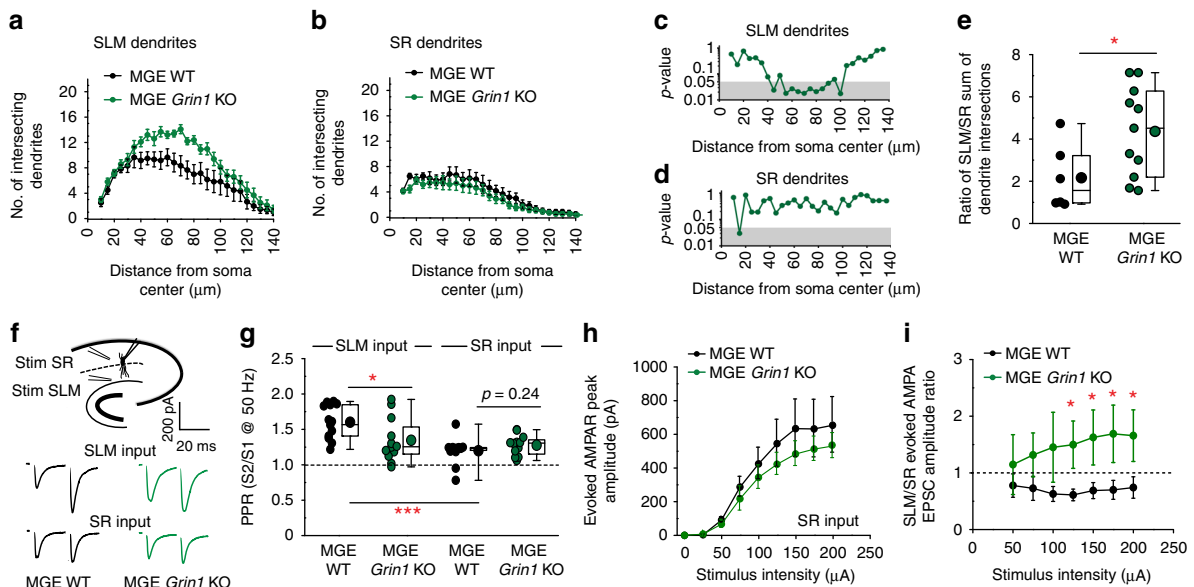 a
SLM dendrites
MGE WT
MGE Grin1 KO
No. of intersecting
dendrites
20
16
12
8
4
0
20 40 60 80 100 120 140
Distance from soma
center (μm)
b
SR dendrites
MGE WT
MGE Grin1 KO
No. of intersecting
dendrites
20
16
12
8
4
0
0 20 40 60 80 100 120 140
Distance from soma
center (μm)
c
SLM dendrites
p-value
1
0.1
0.05
0.01
0 20 40 60 80 100 120 140
Distance from soma center (μm)
d
SR dendrites
p-value
1
0.1
0.05
0.01
0 20 40 60 80 100 120 140
Distance from soma center (μm)
e
Ratio of SLM/SR sum of
dendrite intersections
8
6
4
2
0
*
MGE
WT
MGE
Grin1 KO
f
Stim SR
Stim SLM
200 pA
20 ms
SLM input
SR input
MGE WT
MGE Grin1 KO
g
SLM input
SR input
PPR (S2/S1 @ 50 Hz)
2.5
2.0
1.5
1.0
0.5
0
*
p = 0.24
***
MGE
WT
MGE
Grin1 KO
MGE
WT
MGE
Grin1 KO
h
MGE WT
MGE Grin1 KO
Evoked AMPAR peak
amplitude (pA)
1000
800
600
400
200
0
SR input
0 50 100 150 200 250
Stimulus intensity (μA)
i
MGE WT
MGE Grin1 KO
SLM/SR evoked AMPA
EPSC amplitude ratio
3
2
1
0
* * * *
0 50 100 150 200 250
Stimulus intensity (μA)